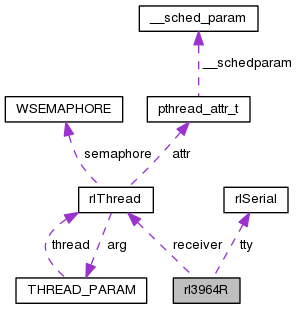 __sched_param
__schedparam
WSEMAPHORE
pthread_attr_t
semaphore
attr
rlThread
rlSerial
thread
arg
receiver
tty
THREAD_PARAM
rl3964R